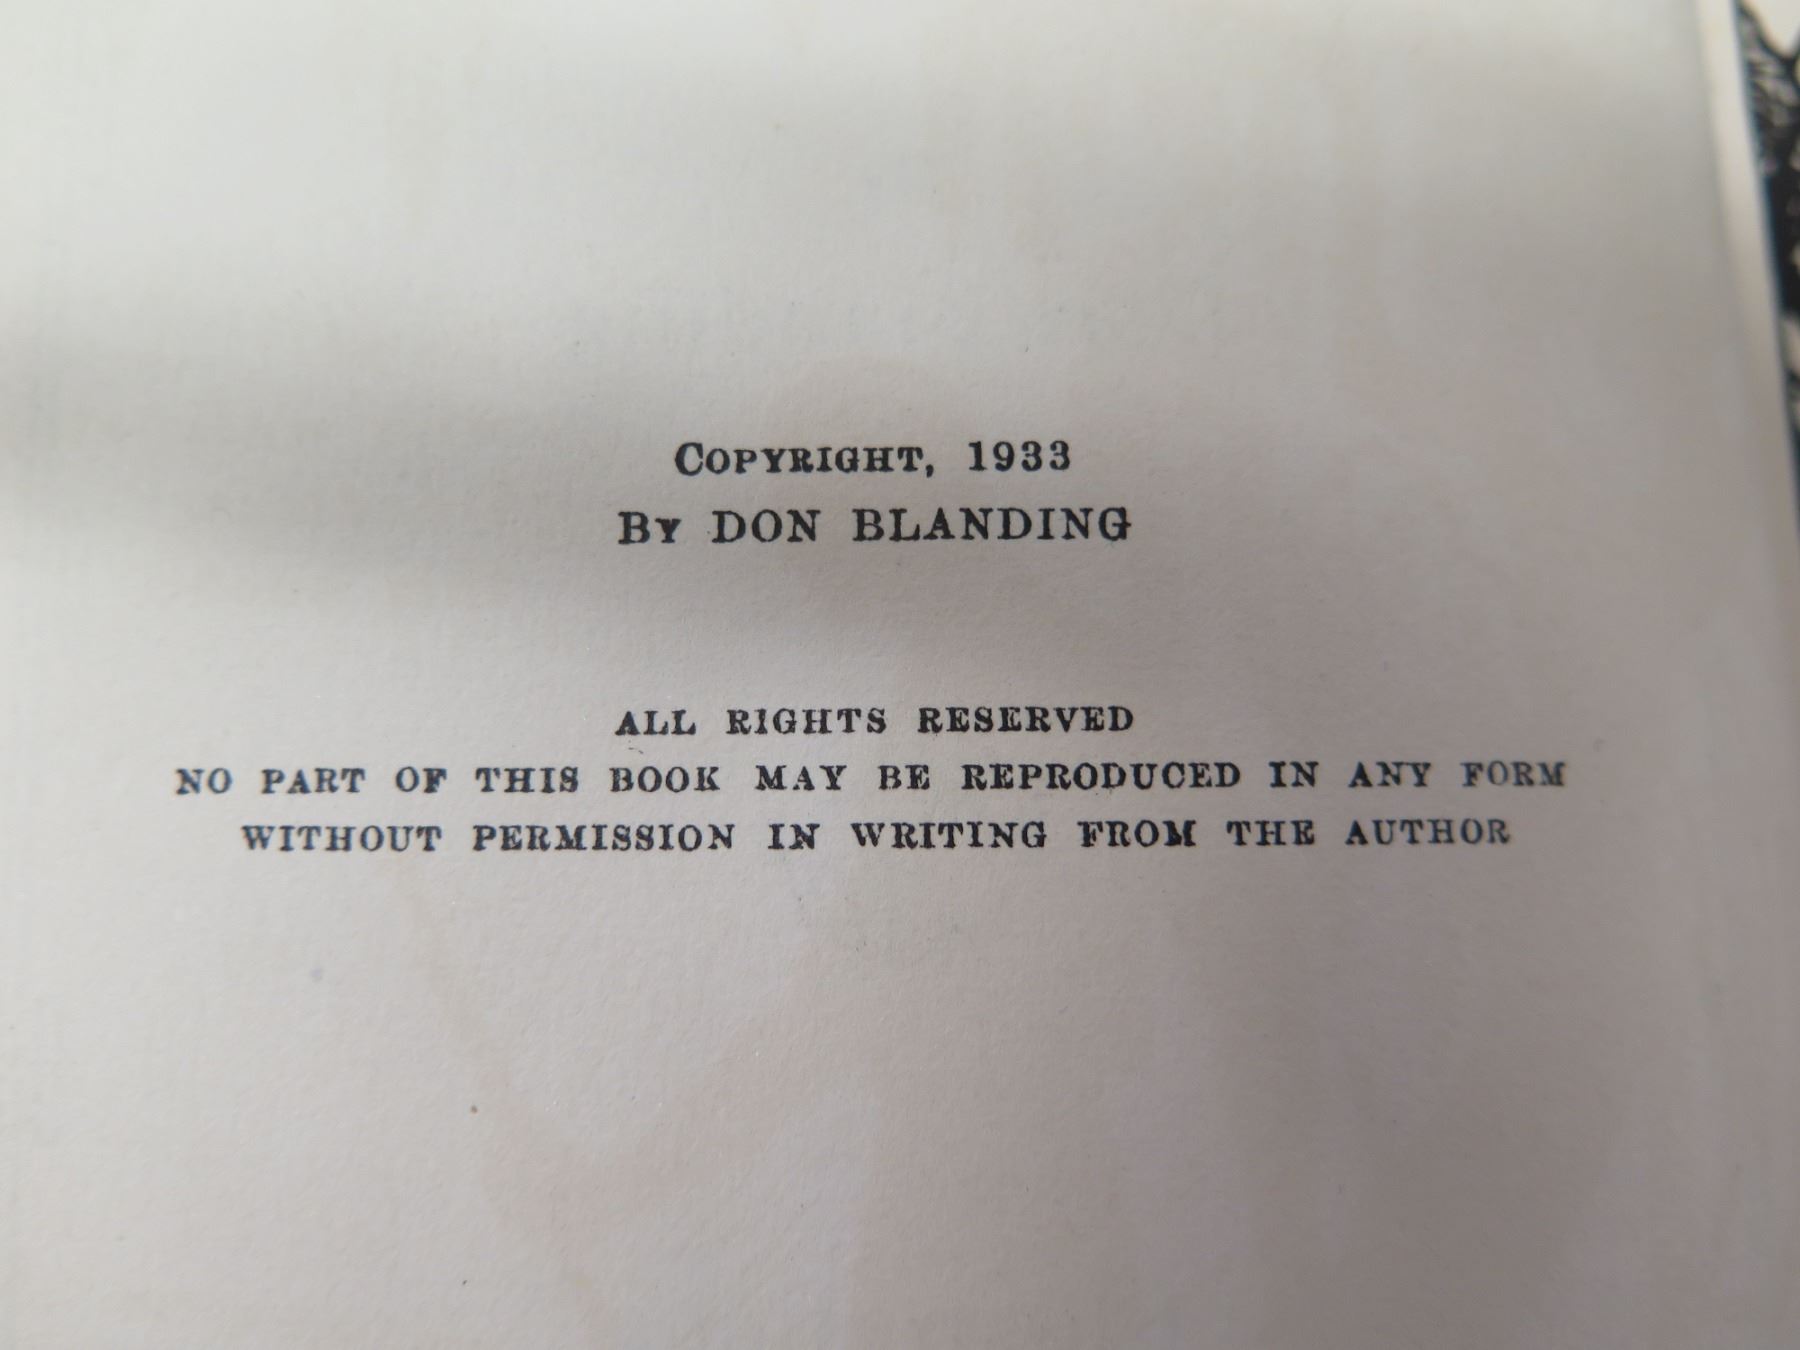 Copyright, 1933
By DON BLANDING
ALL RIGHTS RESERVED
NO PART OF THIS BOOK MAY BE REPRODUCED IN ANY FORM
WITHOUT PERMISSION IN WRITING FROM THE AUTHOR